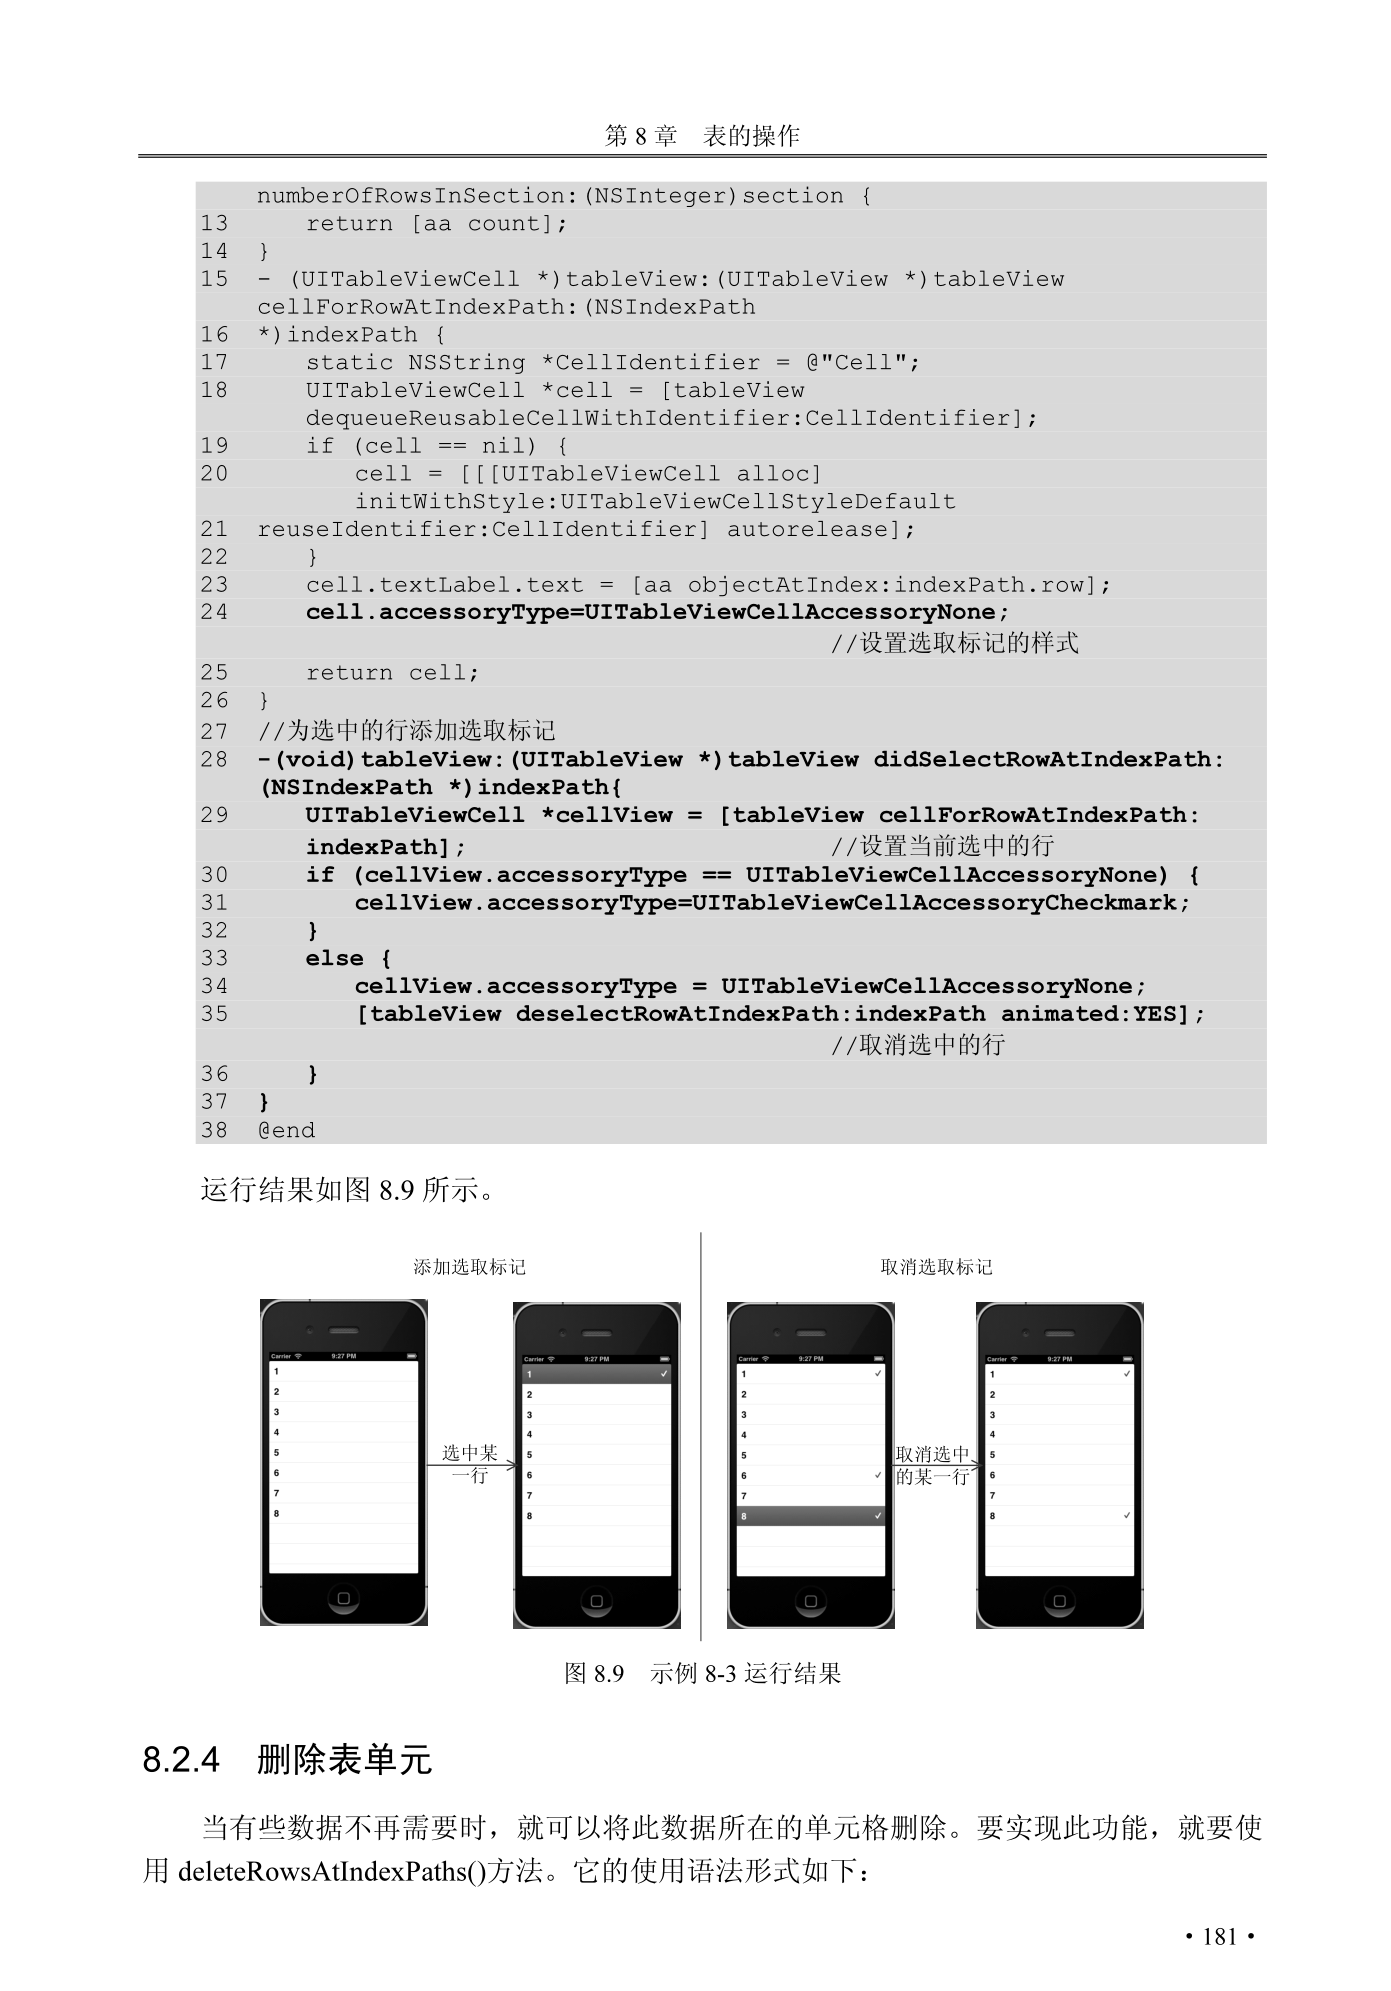 第 8 章　表的操作
numberOfRowsInSection:(NSInteger)section {
13 return [aa count];
14 }
15 - (UITableViewCell *)tableView:(UITableView *)tableView
cellForRowAtIndexPath:(NSIndexPath
16 *)indexPath {
17 static NSString *CellIdentifier = @"Cell";
18 UITableViewCell *cell = [tableView
dequeueReusableCellWithIdentifier:CellIdentifier];
19 if (cell == nil) {
20 cell = [[[UITableViewCell alloc]
initWithStyle:UITableViewCellStyleDefault
21 reuseIdentifier:CellIdentifier] autorelease];
22 }
23 cell.textLabel.text = [aa objectAtIndex:indexPath.row];
24 cell.accessoryType=UITableViewCellAccessoryNone;
//设置选取标记的样式
25 return cell;
26 }
27 //为选中的行添加选取标记
28 -(void)tableView:(UITableView *)tableView didSelectRowAtIndexPath:
(NSIndexPath *)indexPath{
29 UITableViewCell *cellView = [tableView cellForRowAtIndexPath:
indexPath]; //设置当前选中的行
30 if (cellView.accessoryType == UITableViewCellAccessoryNone) {
31 cellView.accessoryType=UITableViewCellAccessoryCheckmark;
32 }
33 else {
34 cellView.accessoryType = UITableViewCellAccessoryNone;
35 [tableView deselectRowAtIndexPath:indexPath animated:YES];
//取消选中的行
36 }
37 }
38 @end
运行结果如图 8.9 所示。
添加选取标记
取消选取标记
Carrier 9:27 PM
1
2
3
4
5
6
7
8
选中某
一行
Carrier 9:27 PM
1 ✓
2
3
4
5
6
7
8
Carrier 9:27 PM
1 ✓
2
3
4
5
6 ✓
7
8 ✓
取消选中
的某一行
Carrier 9:27 PM
1 ✓
2
3
4
5
6
7
8 ✓
图 8.9　示例 8-3 运行结果
8.2.4　删除表单元
当有些数据不再需要时，就可以将此数据所在的单元格删除。要实现此功能，就要使
用 deleteRowsAtIndexPaths()方法。它的使用语法形式如下：
• 181 •